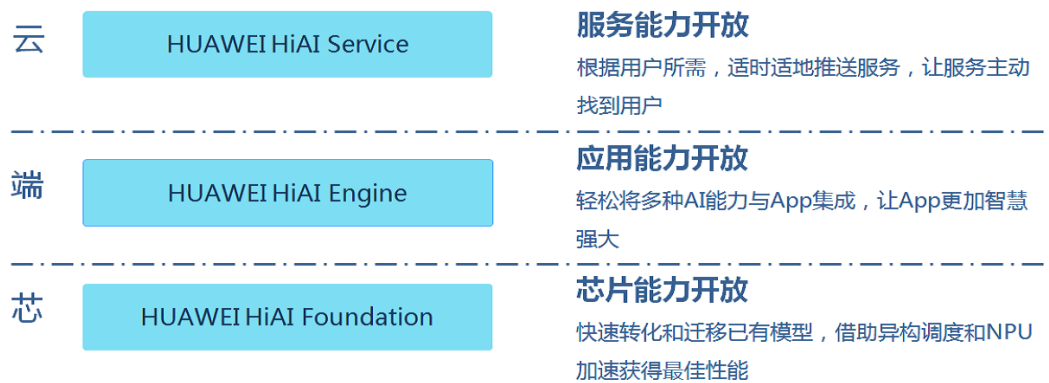 云
HUAWEI HiAI Service
服务能力开放
根据用户所需，适时适地推送服务，让服务主动
找到用户
端
HUAWEI HiAI Engine
应用能力开放
轻松将多种AI能力与App集成，让App更加智慧
强大
芯
HUAWEI HiAI Foundation
芯片能力开放
快速转化和迁移已有模型，借助异构调度和NPU
加速获得最佳性能